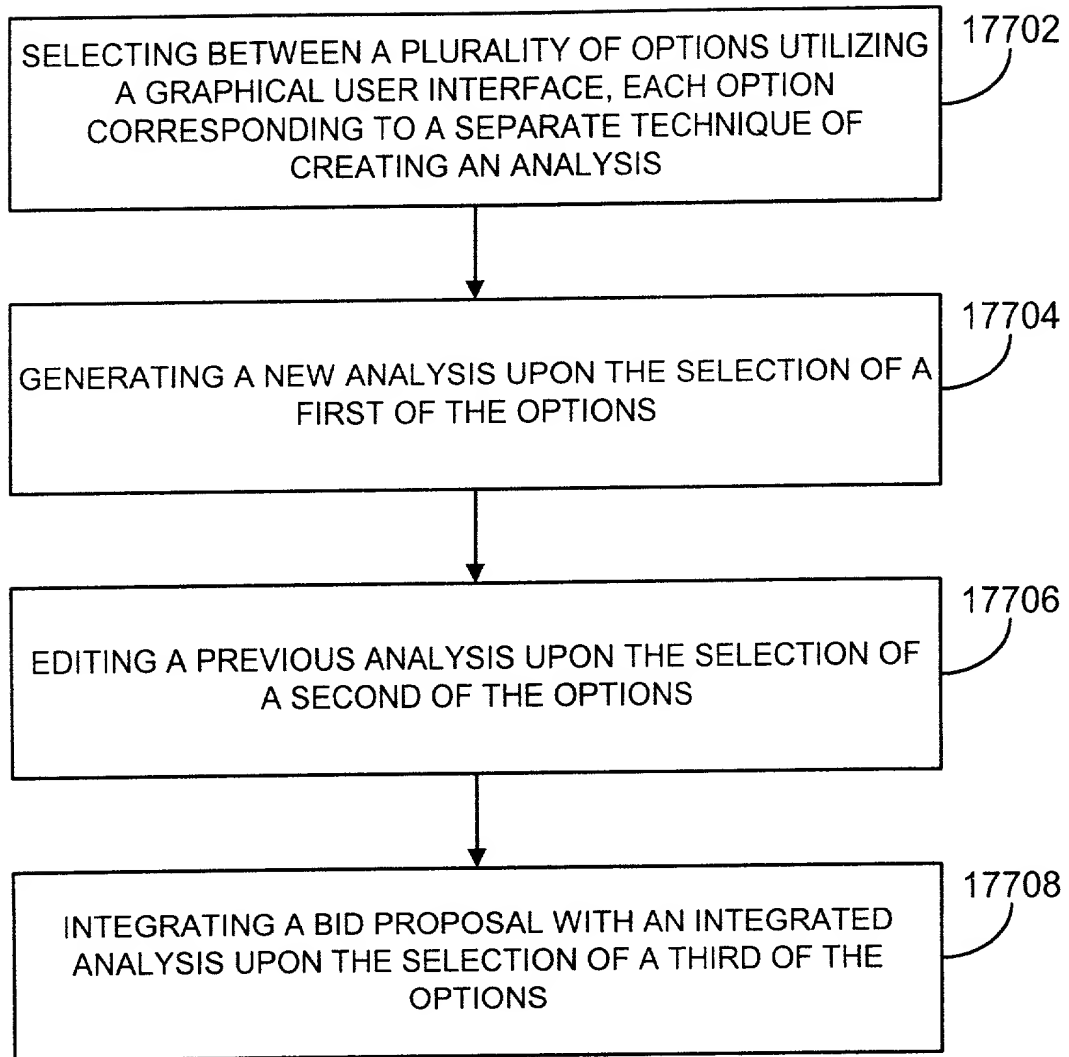 17702
SELECTING BETWEEN A PLURALITY OF OPTIONS UTILIZING
A GRAPHICAL USER INTERFACE, EACH OPTION
CORRESPONDING TO A SEPARATE TECHNIQUE OF
CREATING AN ANALYSIS
17704
GENERATING A NEW ANALYSIS UPON THE SELECTION OF A
FIRST OF THE OPTIONS
17706
EDITING A PREVIOUS ANALYSIS UPON THE SELECTION OF
A SECOND OF THE OPTIONS
17708
INTEGRATING A BID PROPOSAL WITH AN INTEGRATED
ANALYSIS UPON THE SELECTION OF A THIRD OF THE
OPTIONS